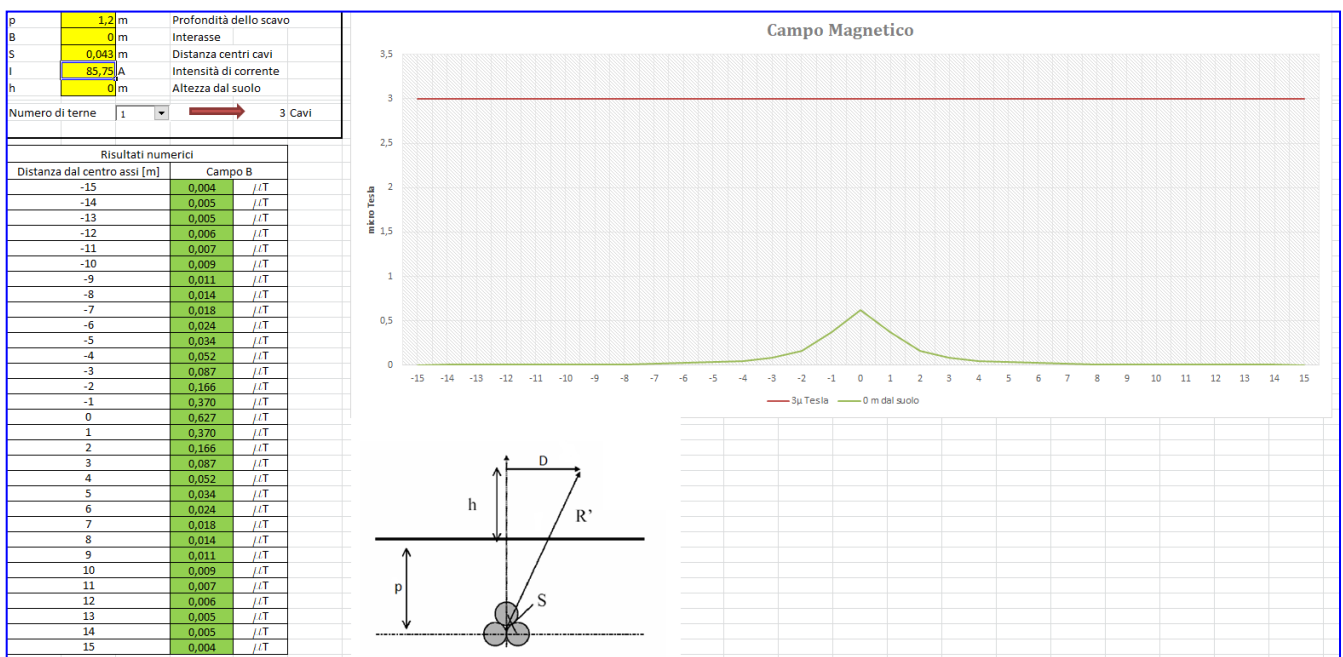 p 1,2 m Profondità dello scavo
B 0 m Interasse
S 0,043 m Distanza centri cavi
I 85,75 A Intensità di corrente
h 0 m Altezza dal suolo
Numero di terne 1 3 Cavi
Risultati numerici
Distanza dal centro assi [m] Campo B
-15 0,004 μT
-14 0,005 μT
-13 0,005 μT
-12 0,006 μT
-11 0,007 μT
-10 0,009 μT
-9 0,011 μT
-8 0,014 μT
-7 0,018 μT
-6 0,024 μT
-5 0,034 μT
-4 0,052 μT
-3 0,087 μT
-2 0,166 μT
-1 0,370 μT
0 0,627 μT
1 0,370 μT
2 0,166 μT
3 0,087 μT
4 0,052 μT
5 0,034 μT
6 0,024 μT
7 0,018 μT
8 0,014 μT
9 0,011 μT
10 0,009 μT
11 0,007 μT
12 0,006 μT
13 0,005 μT
14 0,005 μT
15 0,004 μT
Campo Magnetico
3,5
3
2,5
2
1,5
1
0,5
0
micro Tesla
-15 -14 -13 -12 -11 -10 -9 -8 -7 -6 -5 -4 -3 -2 -1 0 1 2 3 4 5 6 7 8 9 10 11 12 13 14 15
3μ Tesla 0 m dal suolo
D
h
R'
p
S